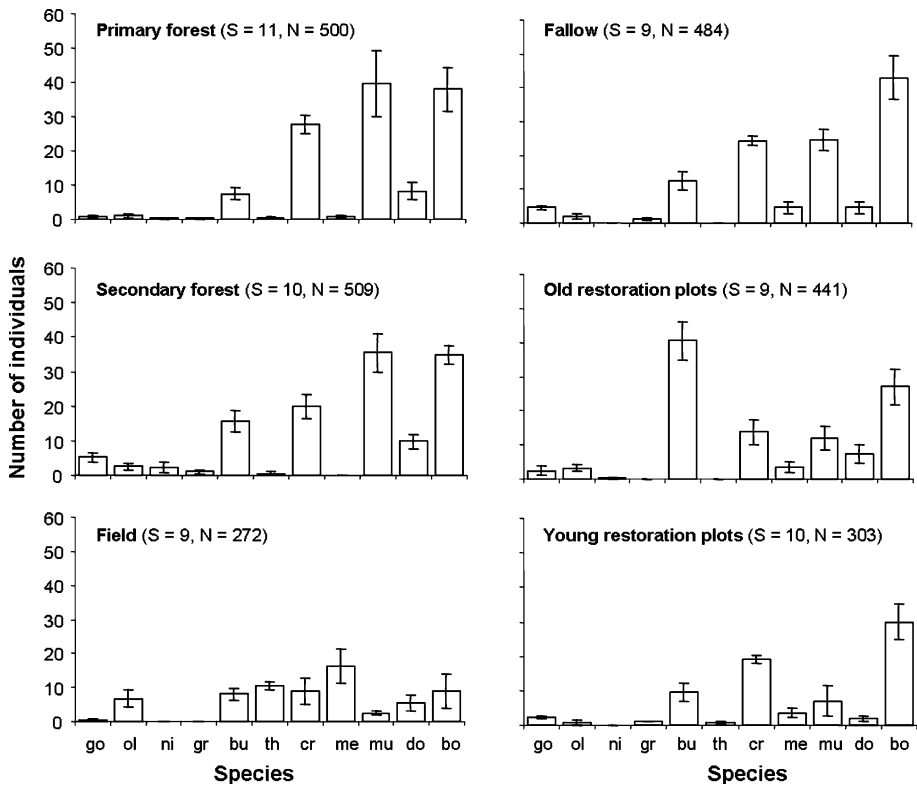 Number of individuals
Primary forest (S = 11, N = 500)
60
50
40
30
20
10
0
Fallow (S = 9, N = 484)
Secondary forest (S = 10, N = 509)
60
50
40
30
20
10
0
Old restoration plots (S = 9, N = 441)
Field (S = 9, N = 272)
60
50
40
30
20
10
0
go ol ni gr bu th cr me mu do bo
Species
Young restoration plots (S = 10, N = 303)
go ol ni gr bu th cr me mu do bo
Species